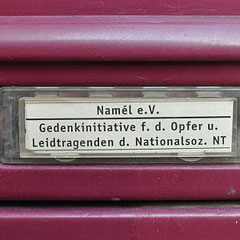 Namél e.V.
Gedenkinitiative f. d. Opfer u.
Leidtragenden d. Nationalsoz. NT